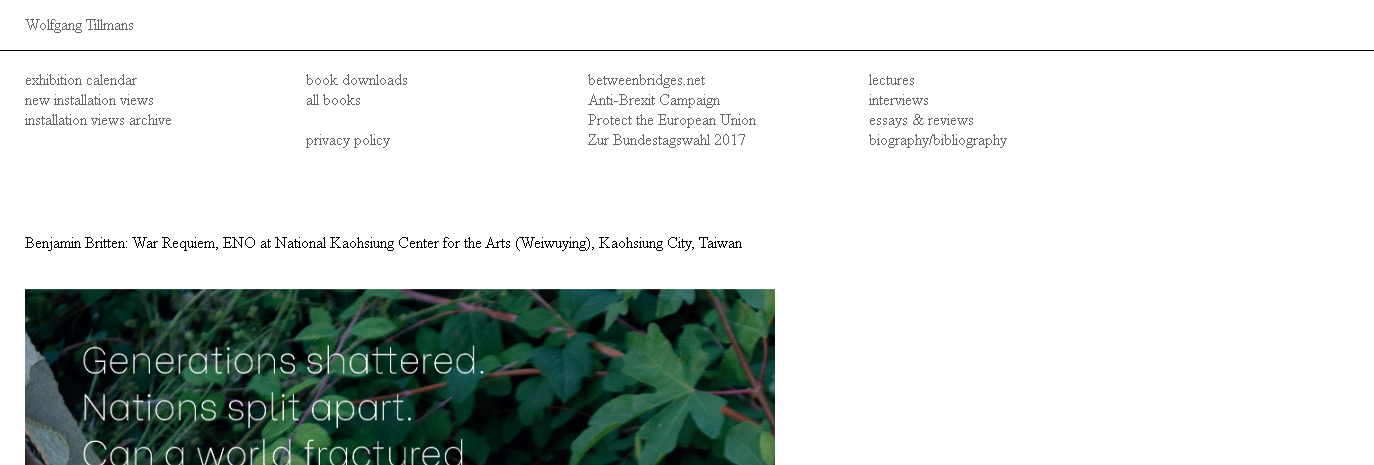 Wolfgang Tillmans
exhibition calendar
new installation views
installation views archive
book downloads
all books
privacy policy
betweenbridges.net
Anti-Brexit Campaign
Protect the European Union
Zur Bundestagswahl 2017
lectures
interviews
essays & reviews
biography/bibliography
Benjamin Britten: War Requiem, ENO at National Kaohsiung Center for the Arts (Weiwuying), Kaohsiung City, Taiwan
Generations shattered.
Nations split apart.
Can a world fractured